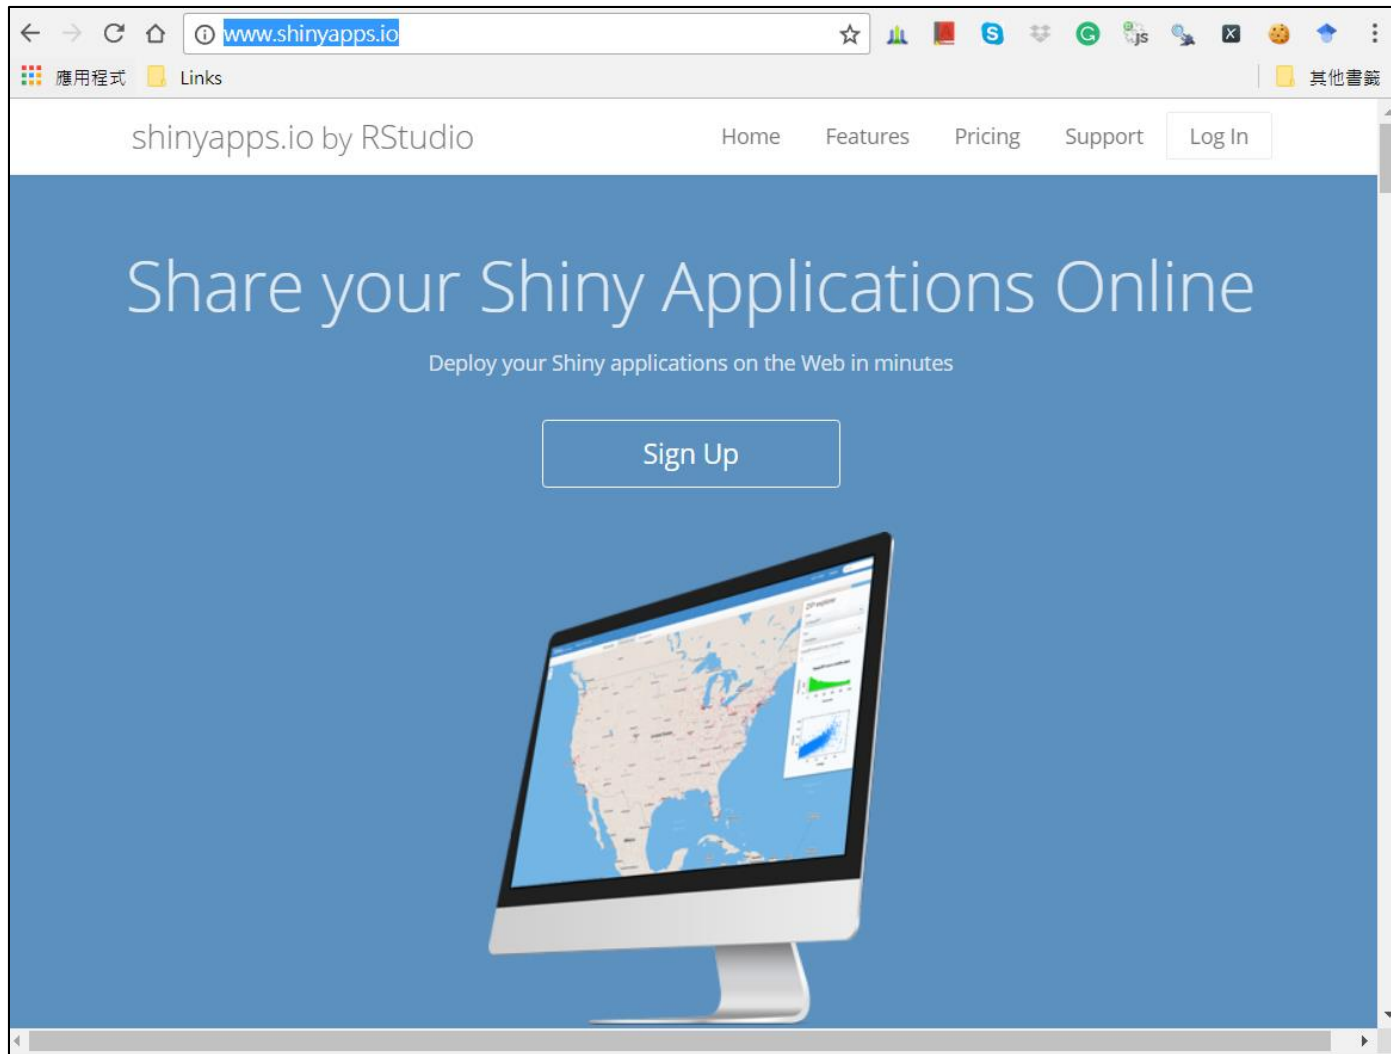 www.shinyapps.io
應用程式 Links 其他書籤
shinyapps.io by RStudio Home Features Pricing Support Log In
Share your Shiny Applications Online
Deploy your Shiny applications on the Web in minutes
Sign Up
ZIP explorer